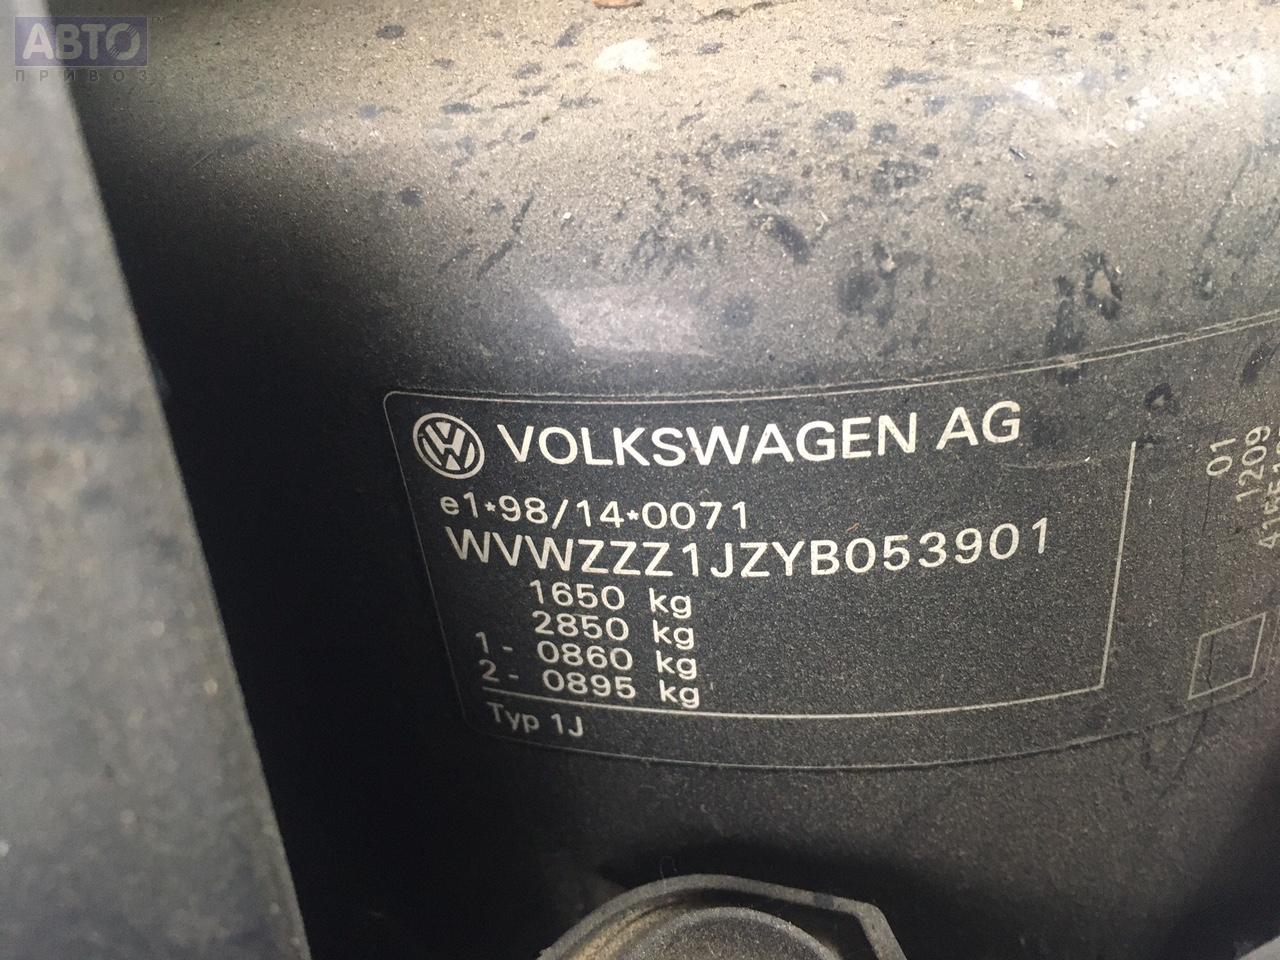 АВТО
ПРИВОЗ
VOLKSWAGEN AG
e1*98/14*0071
WVWZZZ1JZYB053901
1650 kg
2850 kg
1 - 0860 kg
2 - 0895 kg
Typ 1J
01
1209